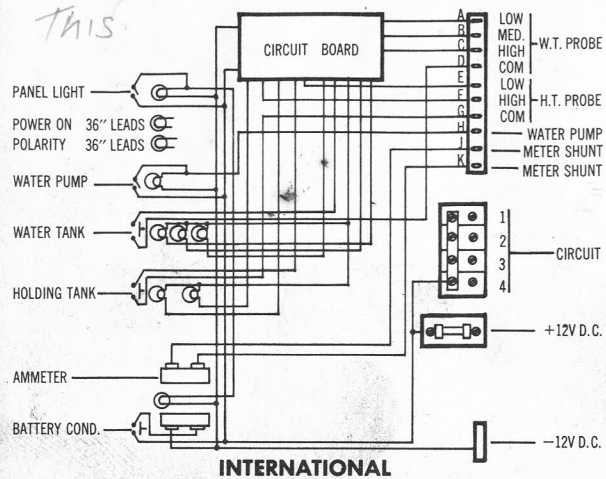 This
CIRCUIT BOARD
A LOW
B MED.
C HIGH
D COM
W.T. PROBE
E LOW
F HIGH
G COM
H.T. PROBE
H WATER PUMP
J METER SHUNT
K METER SHUNT
PANEL LIGHT
POWER ON 36" LEADS
POLARITY 36" LEADS
WATER PUMP
WATER TANK
HOLDING TANK
AMMETER
BATTERY COND.
1
2
3
4
CIRCUIT
+12V D.C.
−12V D.C.
INTERNATIONAL